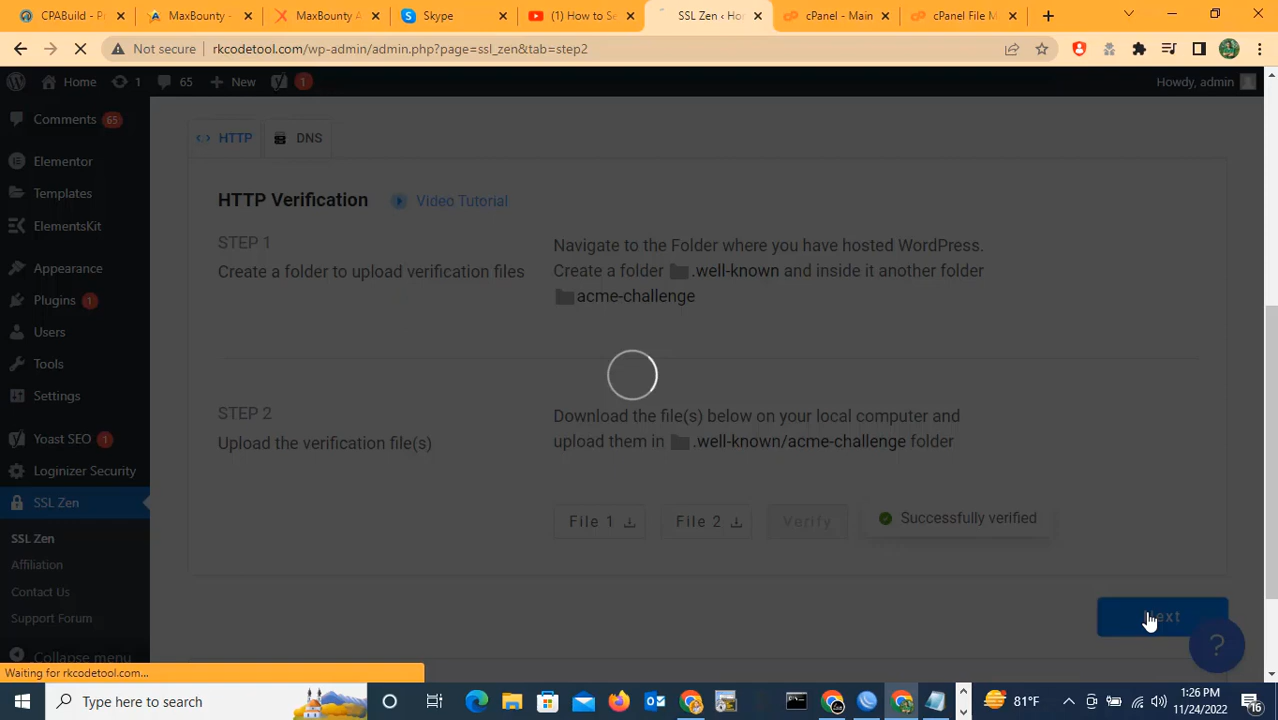 CPABuild - P
MaxBounty -
MaxBounty A
Skype
(1) How to Se
SSL Zen ‹ Ho
cPanel - Main
cPanel File M
Not secure rkcodetool.com/wp-admin/admin.php?page=ssl_zen&tab=step2
Home 1 65 New 1 Howdy, admin
Comments 65
Elementor
Templates
ElementsKit
Appearance
Plugins 1
Users
Tools
Settings
Yoast SEO 1
Loginizer Security
SSL Zen
SSL Zen
Affiliation
Contact Us
Support Forum
Collapse menu
HTTP DNS
HTTP Verification Video Tutorial
STEP 1
Create a folder to upload verification files
Navigate to the Folder where you have hosted WordPress.
Create a folder .well-known and inside it another folder
acme-challenge
STEP 2
Upload the verification file(s)
Download the file(s) below on your local computer and
upload them in .well-known/acme-challenge folder
File 1 File 2 Verify Successfully verified
Next
?
Waiting for rkcodetool.com...
Type here to search
81°F
1:26 PM
11/24/2022
16